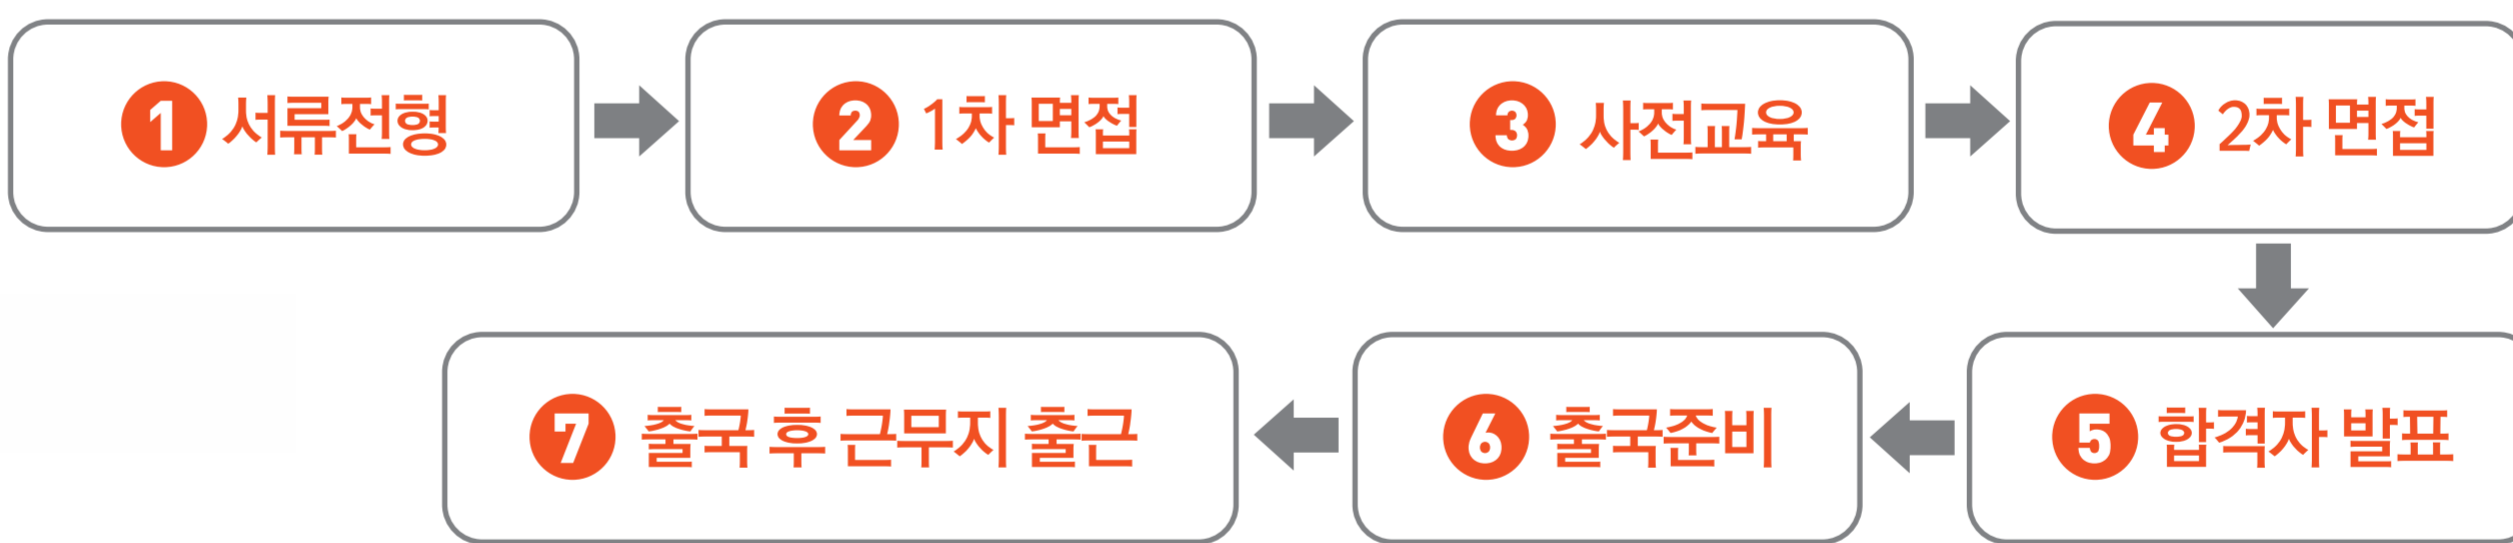 1 서류전형
2 1차 면접
3 사전교육
4 2차 면접
5 합격자 발표
6 출국준비
7 출국 후 근무지 출근